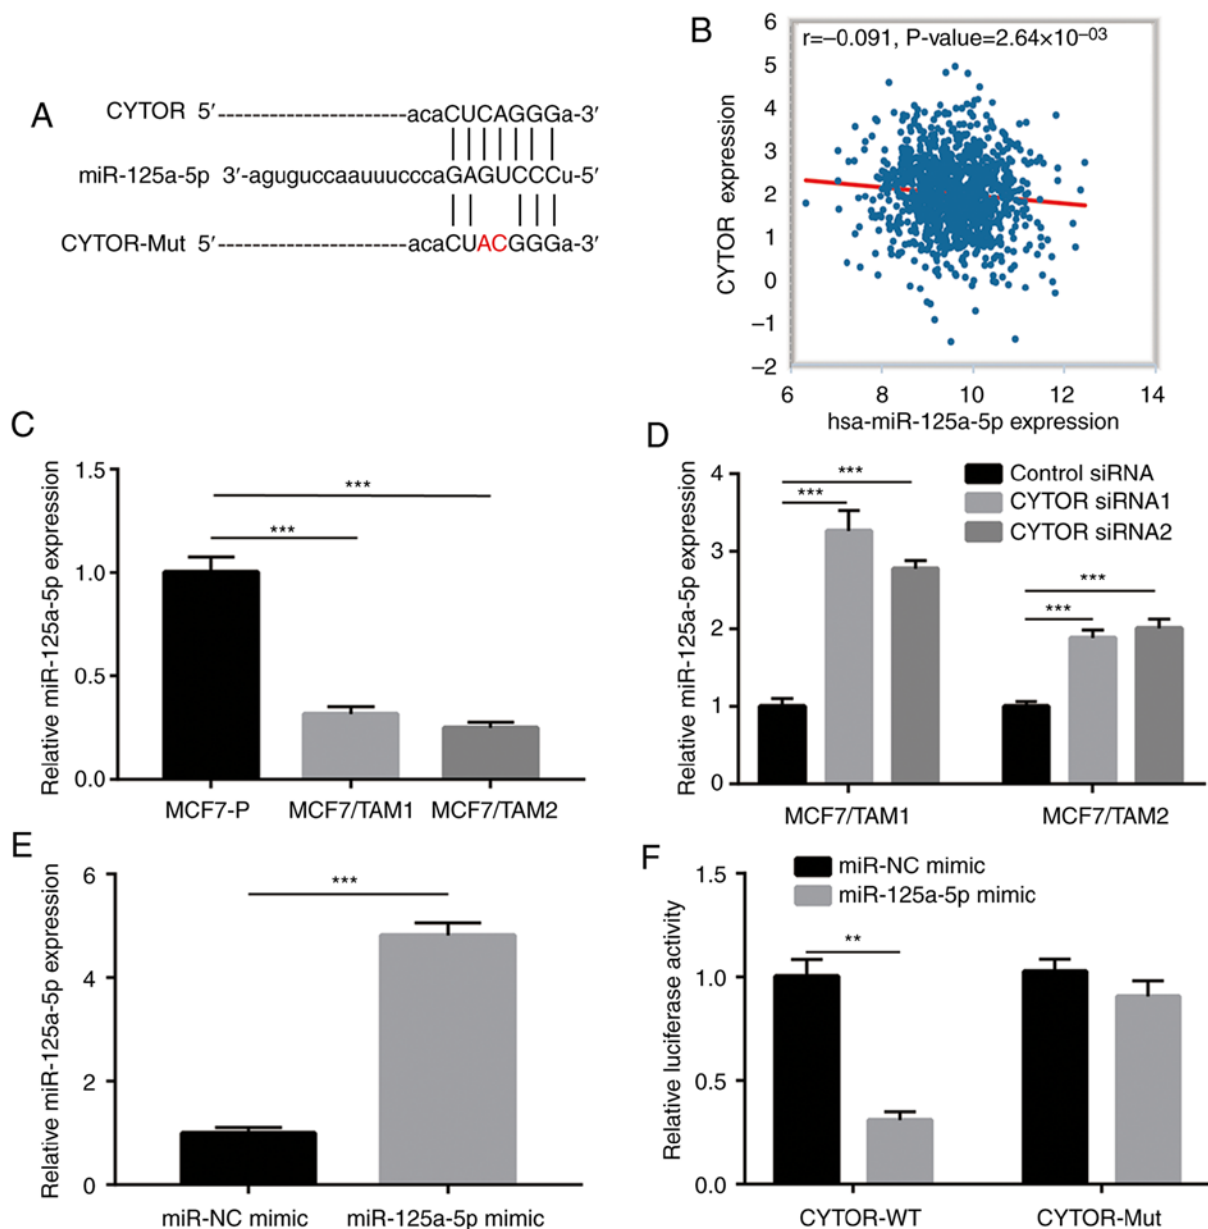 A
CYTOR 5′ ----------------------acaCUCAGGGa-3′
miR-125a-5p 3′-aguguccaauuucccaGAGUCCCu-5′
CYTOR-Mut 5′ ----------------------acaCUACGGGa-3′
B
r=–0.091, P-value=2.64×10⁻⁰³
CYTOR expression
6
5
4
3
2
1
0
–1
–2
6 8 10 12 14
hsa-miR-125a-5p expression
C
Relative miR-125a-5p expression
1.5
1.0
0.5
0.0
***
***
MCF7-P MCF7/TAM1 MCF7/TAM2
D
Relative miR-125a-5p expression
4
3
2
1
0
Control siRNA
CYTOR siRNA1
CYTOR siRNA2
***
***
***
***
MCF7/TAM1 MCF7/TAM2
E
Relative miR-125a-5p expression
6
4
2
0
***
miR-NC mimic miR-125a-5p mimic
F
Relative luciferase activity
1.5
1.0
0.5
0.0
miR-NC mimic
miR-125a-5p mimic
**
CYTOR-WT CYTOR-Mut